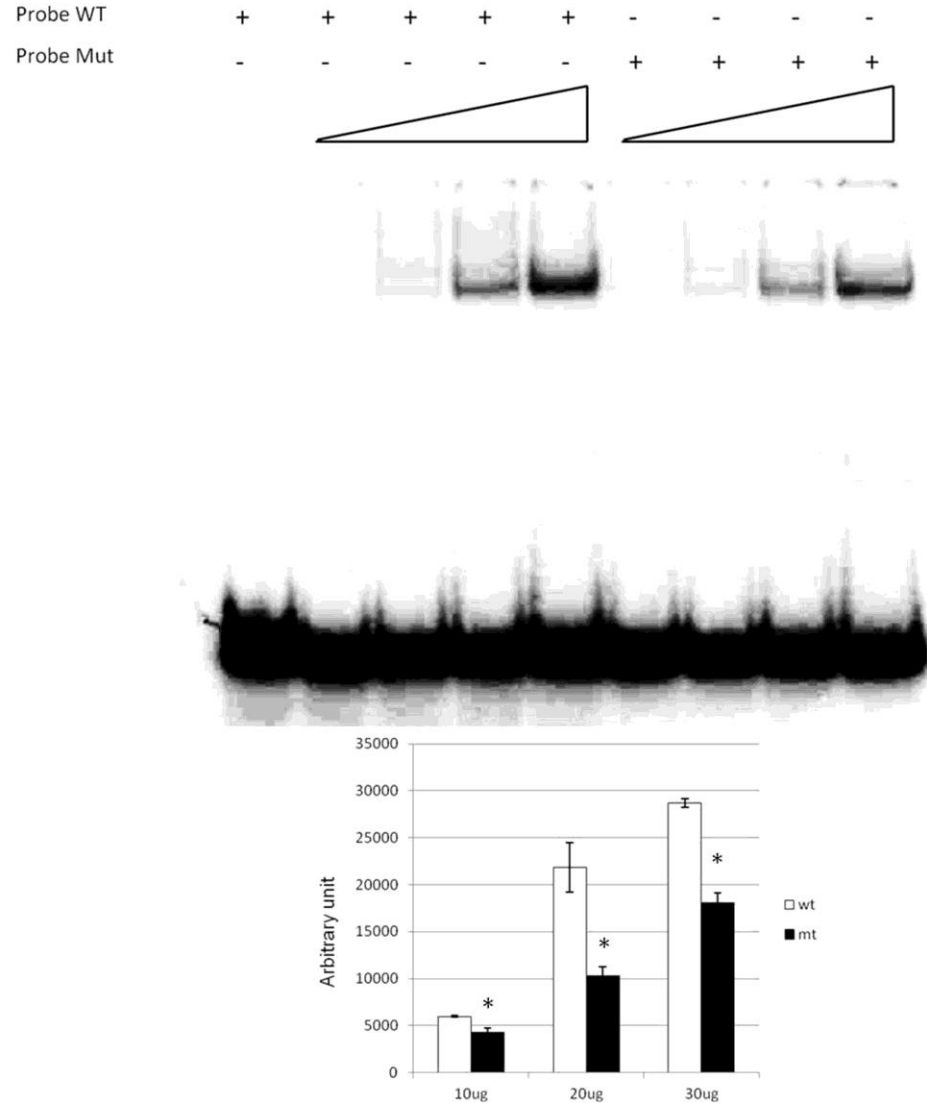 Probe WT + + + + + - - - -
Probe Mut - - - - - + + + +
35000
30000
25000
20000
15000
10000
5000
0
Arbitrary unit
* * *
10ug 20ug 30ug
wt
mt